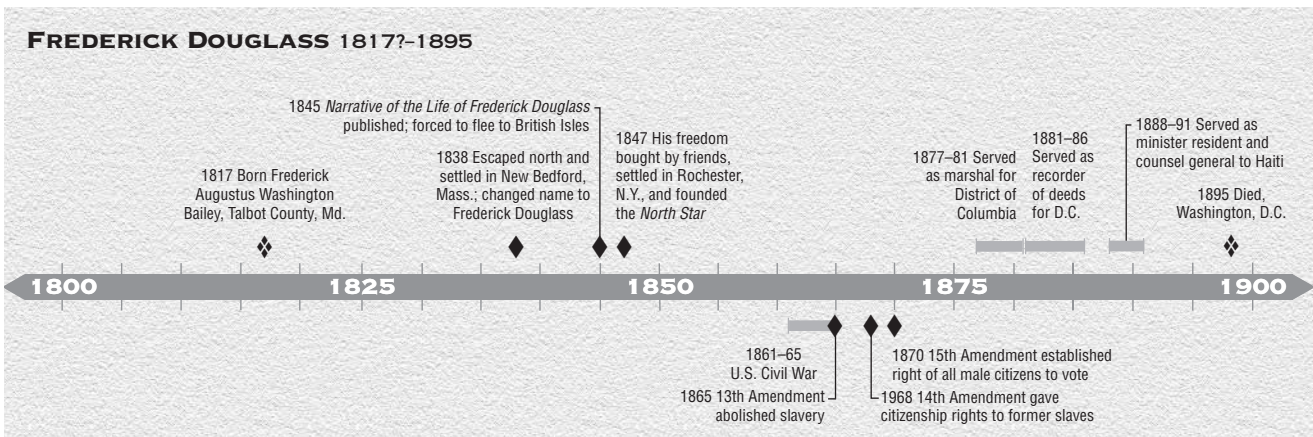 FREDERICK DOUGLASS 1817?–1895
1845 Narrative of the Life of Frederick Douglass
published; forced to flee to British Isles
1817 Born Frederick
Augustus Washington
Bailey, Talbot County, Md.
1838 Escaped north and
settled in New Bedford,
Mass.; changed name to
Frederick Douglass
1847 His freedom
bought by friends,
settled in Rochester,
N.Y., and founded
the North Star
1877–81 Served
as marshal for
District of
Columbia
1881–86
Served as
recorder
of deeds
for D.C.
1888–91 Served as
minister resident and
counsel general to Haiti
1895 Died,
Washington, D.C.
1800 1825 1850 1875 1900
1861–65
U.S. Civil War
1865 13th Amendment
abolished slavery
1870 15th Amendment established
right of all male citizens to vote
1968 14th Amendment gave
citizenship rights to former slaves